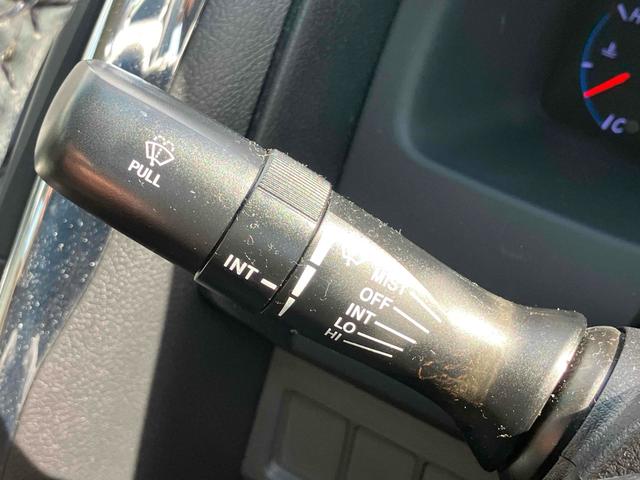 PULL
INT
MIST
OFF
INT
LO
HI